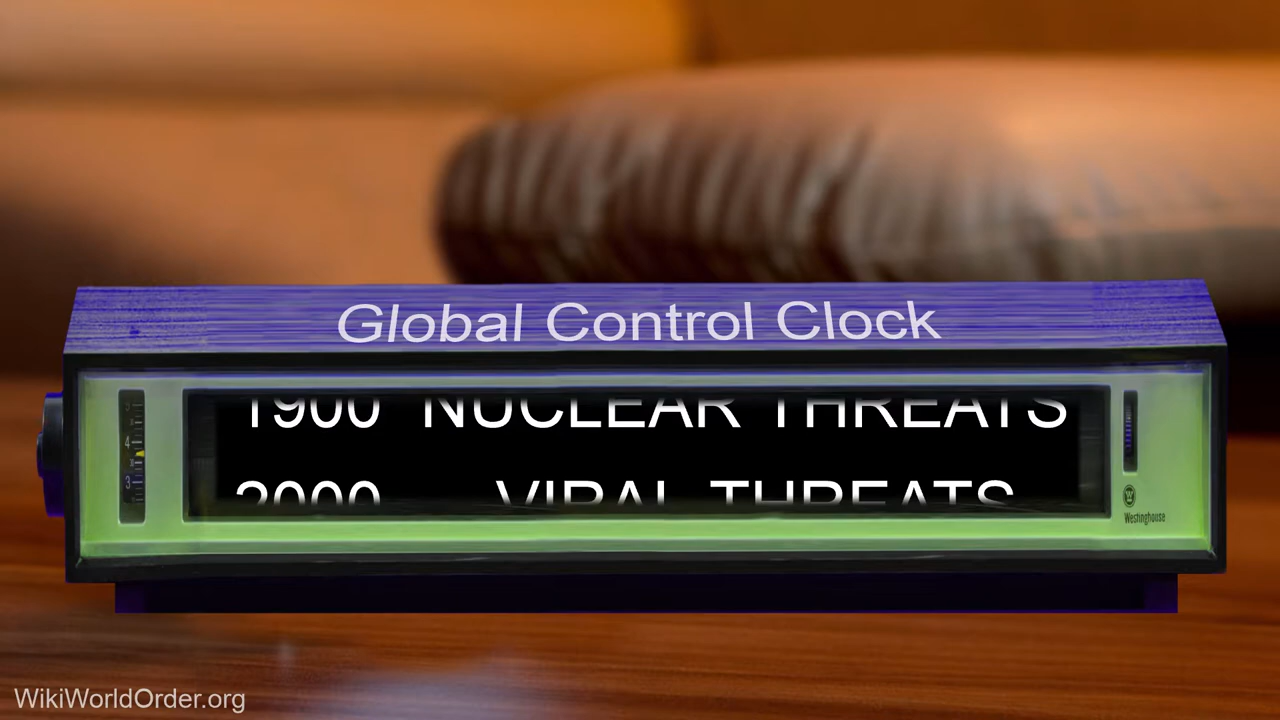 Global Control Clock
1900 NUCLEAR THREATS
2000 VIRAL THREATS
Westinghouse
WikiWorldOrder.org